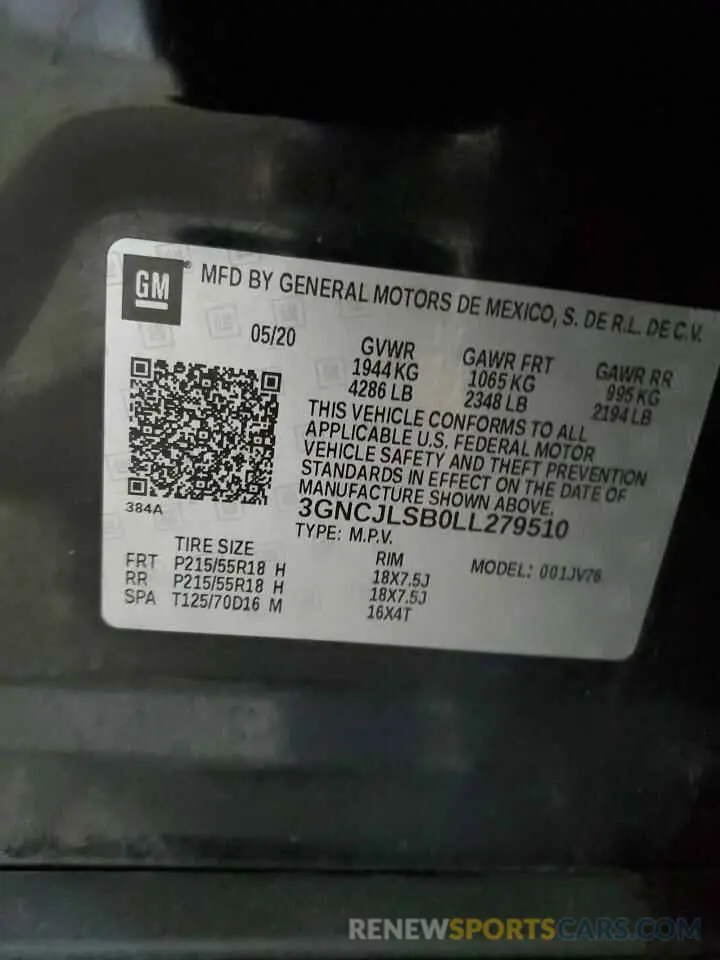 GM ® MFD BY GENERAL MOTORS DE MEXICO, S. DE R.L. DE C.V.
05/20
GVWR GAWR FRT GAWR RR
1944 KG 1065 KG 995 KG
4286 LB 2348 LB 2194 LB
THIS VEHICLE CONFORMS TO ALL
APPLICABLE U.S. FEDERAL MOTOR
VEHICLE SAFETY AND THEFT PREVENTION
STANDARDS IN EFFECT ON THE DATE OF
MANUFACTURE SHOWN ABOVE.
384A
3GNCJLSB0LL279510
TYPE: M.P.V.
MODEL: 001JV76
TIRE SIZE RIM
FRT P215/55R18 H 18X7.5J
RR P215/55R18 H 18X7.5J
SPA T125/70D16 M 16X4T
RENEWSPORTSCARS.COM